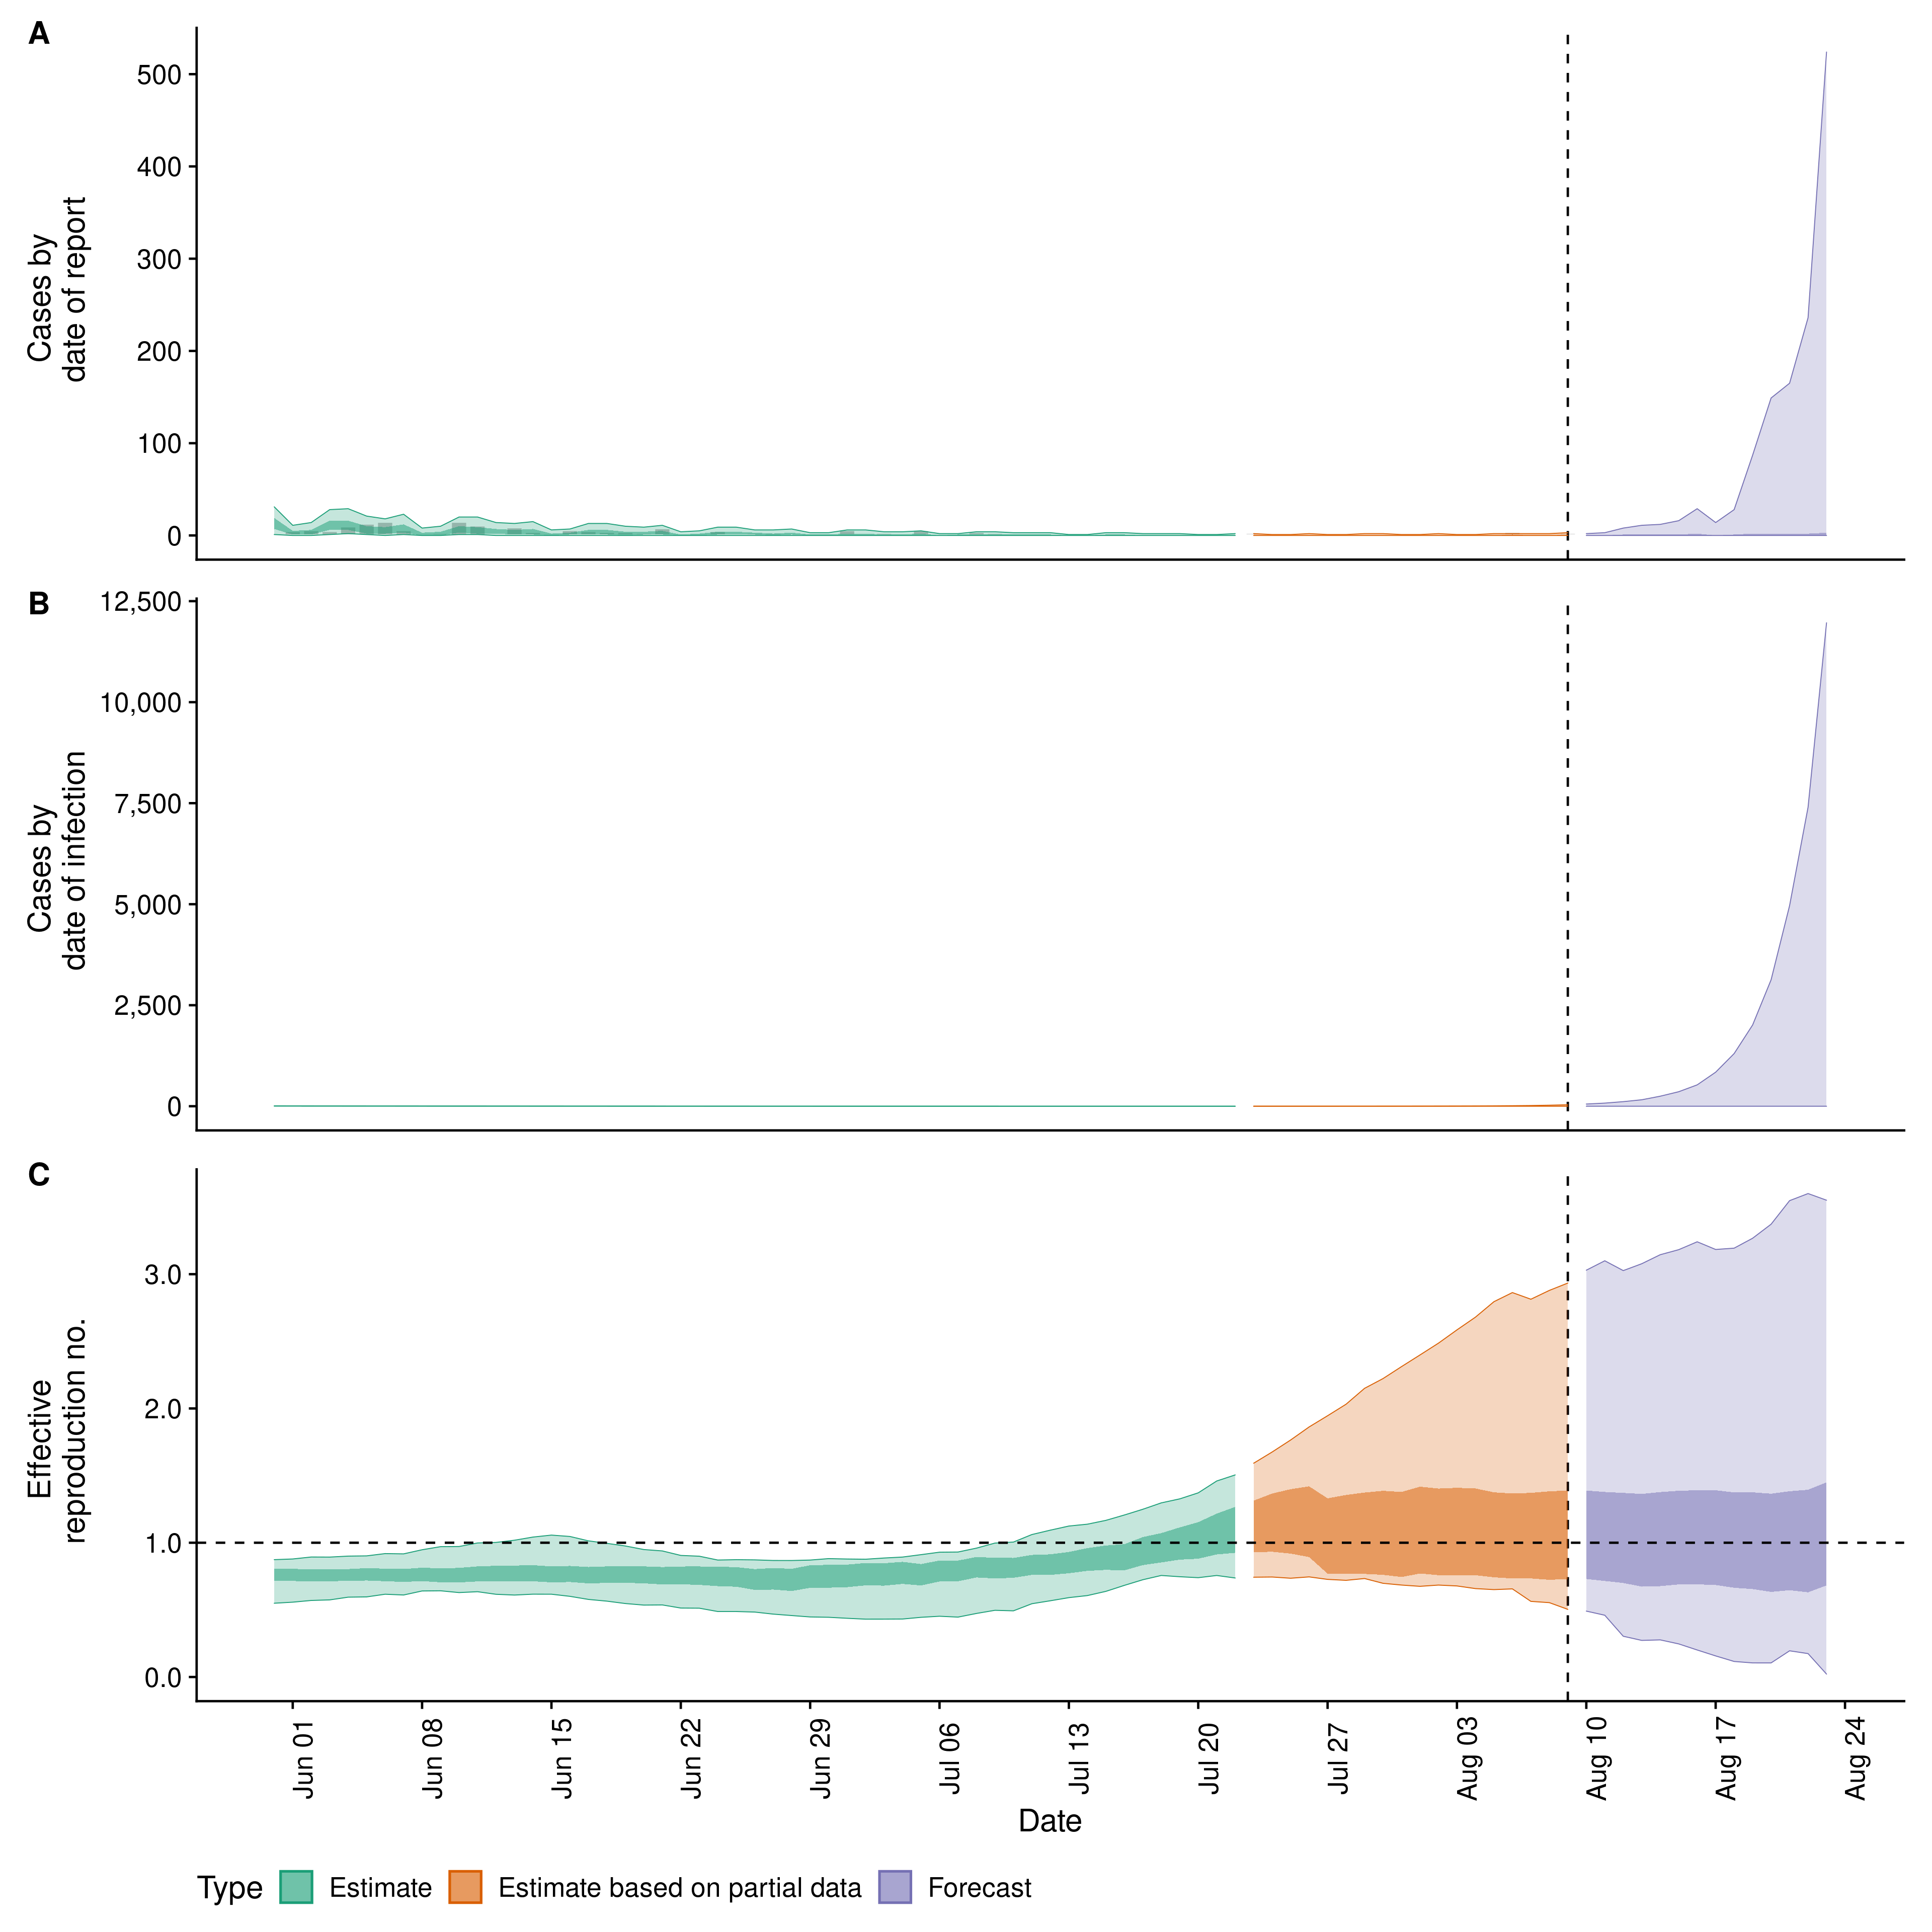 A
500
400
300
200
100
0
Cases by
date of report
B
12,500
10,000
7,500
5,000
2,500
0
Cases by
date of infection
C
3.0
2.0
1.0
0.0
Effective
reproduction no.
Jun 01
Jun 08
Jun 15
Jun 22
Jun 29
Jul 06
Jul 13
Jul 20
Jul 27
Aug 03
Aug 10
Aug 17
Aug 24
Date
Type Estimate Estimate based on partial data Forecast